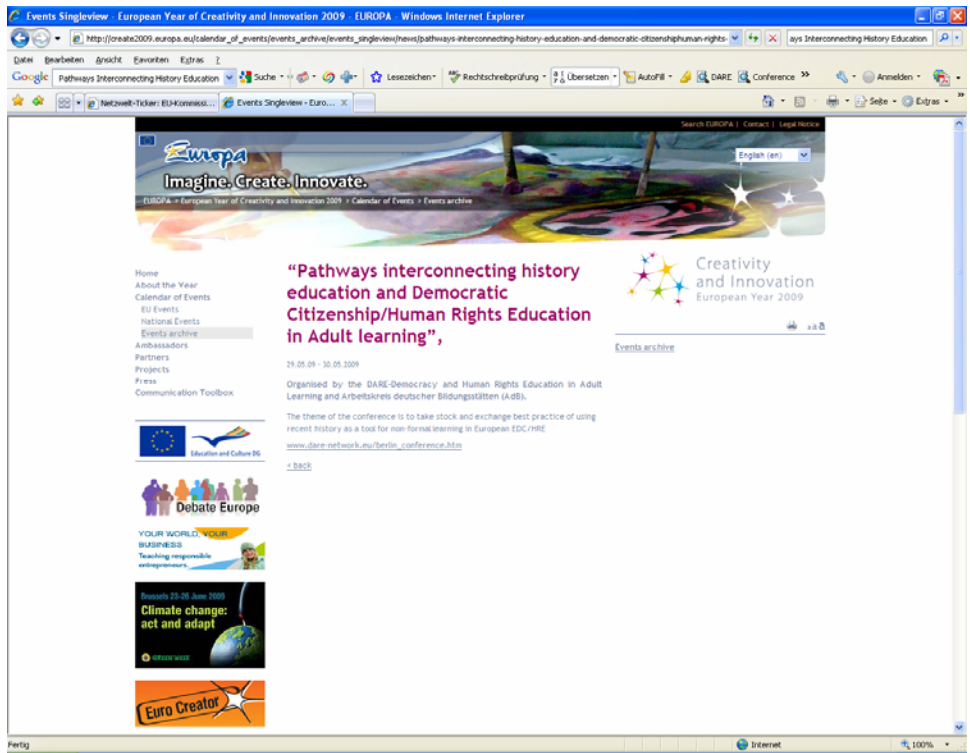 Events Singleview - European Year of Creativity and Innovation 2009 - EUROPA - Windows Internet Explorer
http://create2009.europa.eu/calendar_of_events/events_archive/events_singleview/news/pathways-interconnecting-history-education-and-democratic-citizenshiphuman-rights-
ays Interconnecting History Education
Datei Bearbeiten Ansicht Favoriten Extras ?
Google Pathways Interconnecting History Education Suche Lesezeichen Rechtschreibprüfung Übersetzen AutoFill DARE Conference Anmelden
Netzwelt-Ticker: EU-Kommissi... Events Singleview - Euro... X Seite Extras
Search EUROPA | Contact | Legal Notice
Europa
English (en)
Imagine. Create. Innovate.
EUROPA > European Year of Creativity and Innovation 2009 > Calendar of Events > Events archive
Home
About the Year
Calendar of Events
EU Events
National Events
Events archive
Ambassadors
Partners
Projects
Press
Communication Toolbox
Education and Culture DG
Debate Europe
YOUR WORLD, YOUR
BUSINESS
Teaching responsible
entrepreneurs
Brussels 23-26 June 2009
Climate change:
act and adapt
GREEN WEEK
Euro Creator
“Pathways interconnecting history
education and Democratic
Citizenship/Human Rights Education
in Adult learning”,
29.05.09 - 30.05.2009
Organised by the DARE-Democracy and Human Rights Education in Adult
Learning and Arbeitskreis deutscher Bildungsstätten (AdB).
The theme of the conference is to take stock and exchange best practice of using
recent history as a tool for non-formal learning in European EDC/HRE
www.dare-network.eu/berlin_conference.htm
< back
Creativity
and Innovation
European Year 2009
a a a
Events archive
Fertig
Internet
100%